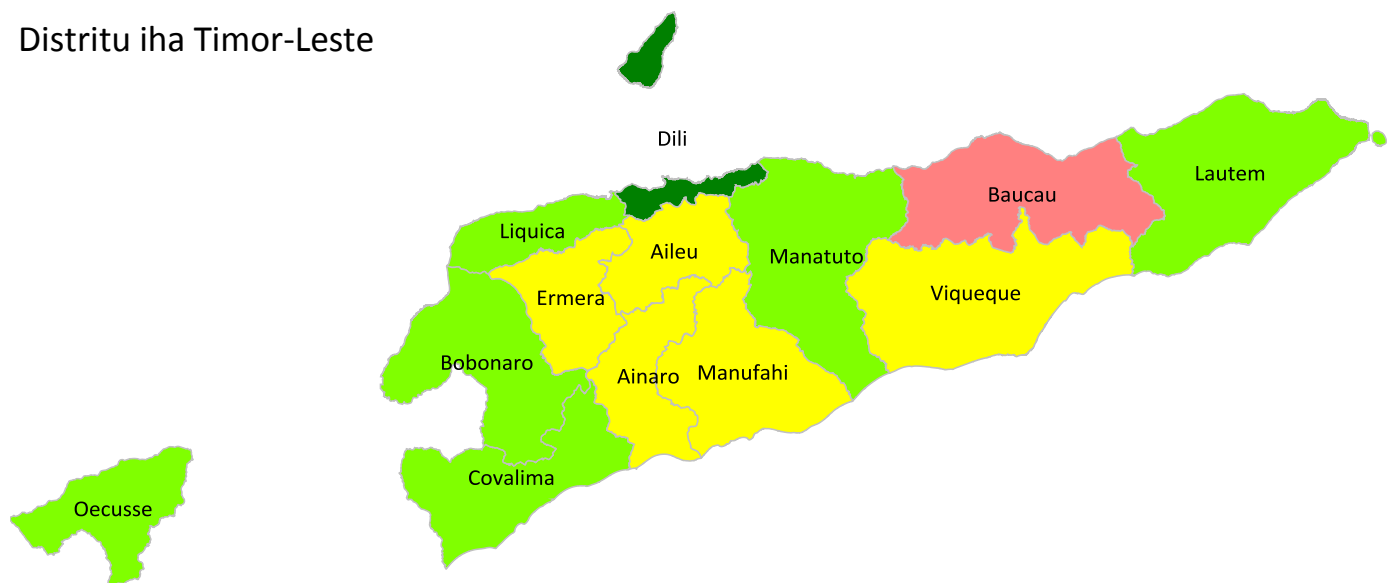 Distritu iha Timor-Leste
Dili
Lautem
Baucau
Liquica
Aileu
Manatuto
Viqueque
Ermera
Bobonaro
Ainaro
Manufahi
Covalima
Oecusse